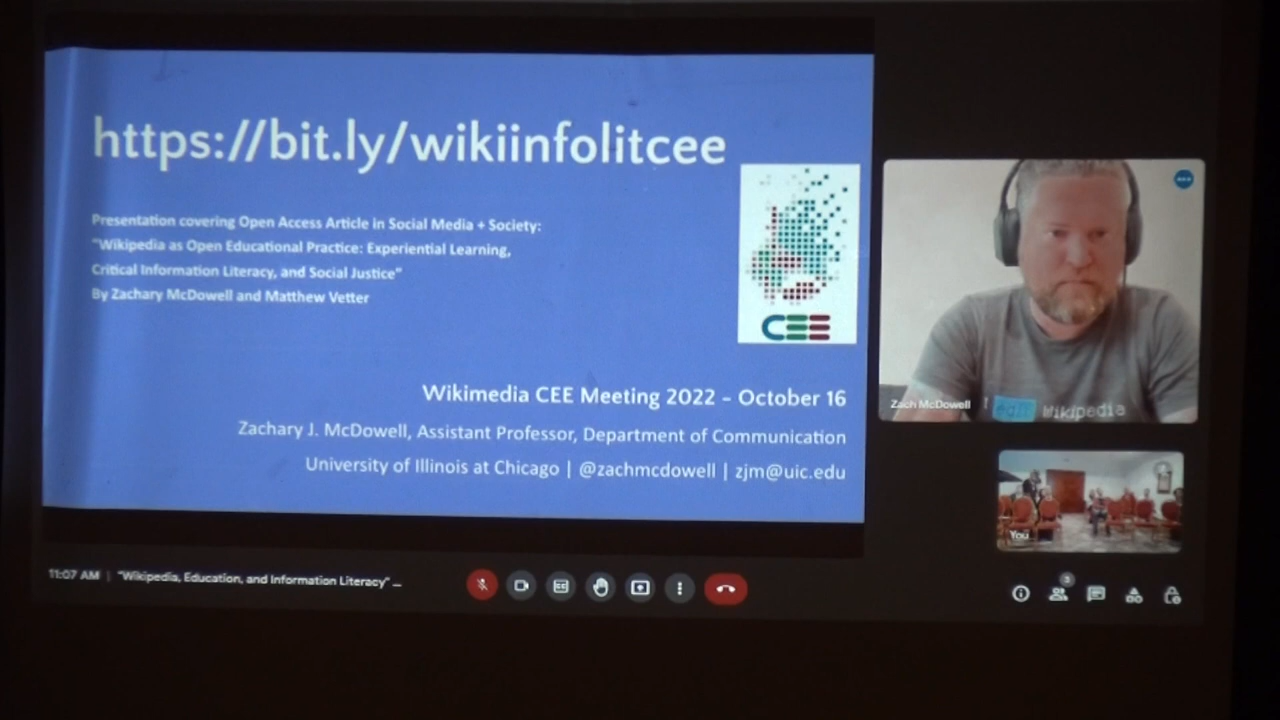 https://bit.ly/wikiinfolitcee
Presentation covering Open Access Article in Social Media + Society:
"Wikipedia as Open Educational Practice: Experiential Learning,
Critical Information Literacy, and Social Justice"
By Zachary McDowell and Matthew Vetter
CEE
Wikimedia CEE Meeting 2022 - October 16
Zachary J. McDowell, Assistant Professor, Department of Communication
University of Illinois at Chicago | @zachmcdowell | zjm@uic.edu
Zach McDowell
I edit Wikipedia
You
11:07 AM | "Wikipedia, Education, and Information Literacy" ...
3